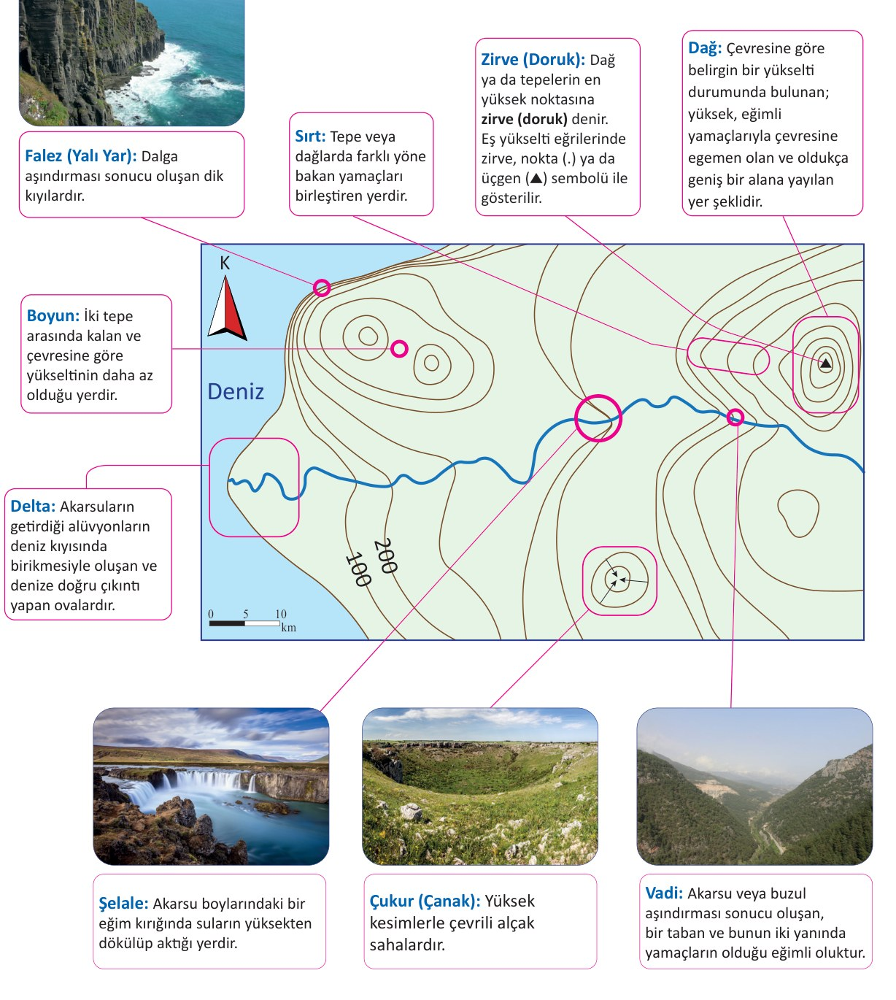 Falez (Yalı Yar): Dalga
aşındırması sonucu oluşan dik
kıyılardır.
Sırt: Tepe veya
dağlarda farklı yöne
bakan yamaçları
birleştiren yerdir.
Zirve (Doruk): Dağ
ya da tepelerin en
yüksek noktasına
zirve (doruk) denir.
Eş yükselti eğrilerinde
zirve, nokta (.) ya da
üçgen (▲) sembolü ile
gösterilir.
Dağ: Çevresine göre
belirgin bir yükselti
durumunda bulunan;
yüksek, eğimli
yamaçlarıyla çevresine
egemen olan ve oldukça
geniş bir alana yayılan
yer şeklidir.
K
Boyun: İki tepe
arasında kalan ve
çevresine göre
yükseltinin daha az
olduğu yerdir.
Deniz
Delta: Akarsuların
getirdiği alüvyonların
deniz kıyısında
birikmesiyle oluşan ve
denize doğru çıkıntı
yapan ovalardır.
100
200
0 5 10
km
Şelale: Akarsu boylarındaki bir
eğim kırığında suların yüksekten
dökülüp aktığı yerdir.
Çukur (Çanak): Yüksek
kesimlerle çevrili alçak
sahalardır.
Vadi: Akarsu veya buzul
aşındırması sonucu oluşan,
bir taban ve bunun iki yanında
yamaçların olduğu eğimli oluktur.